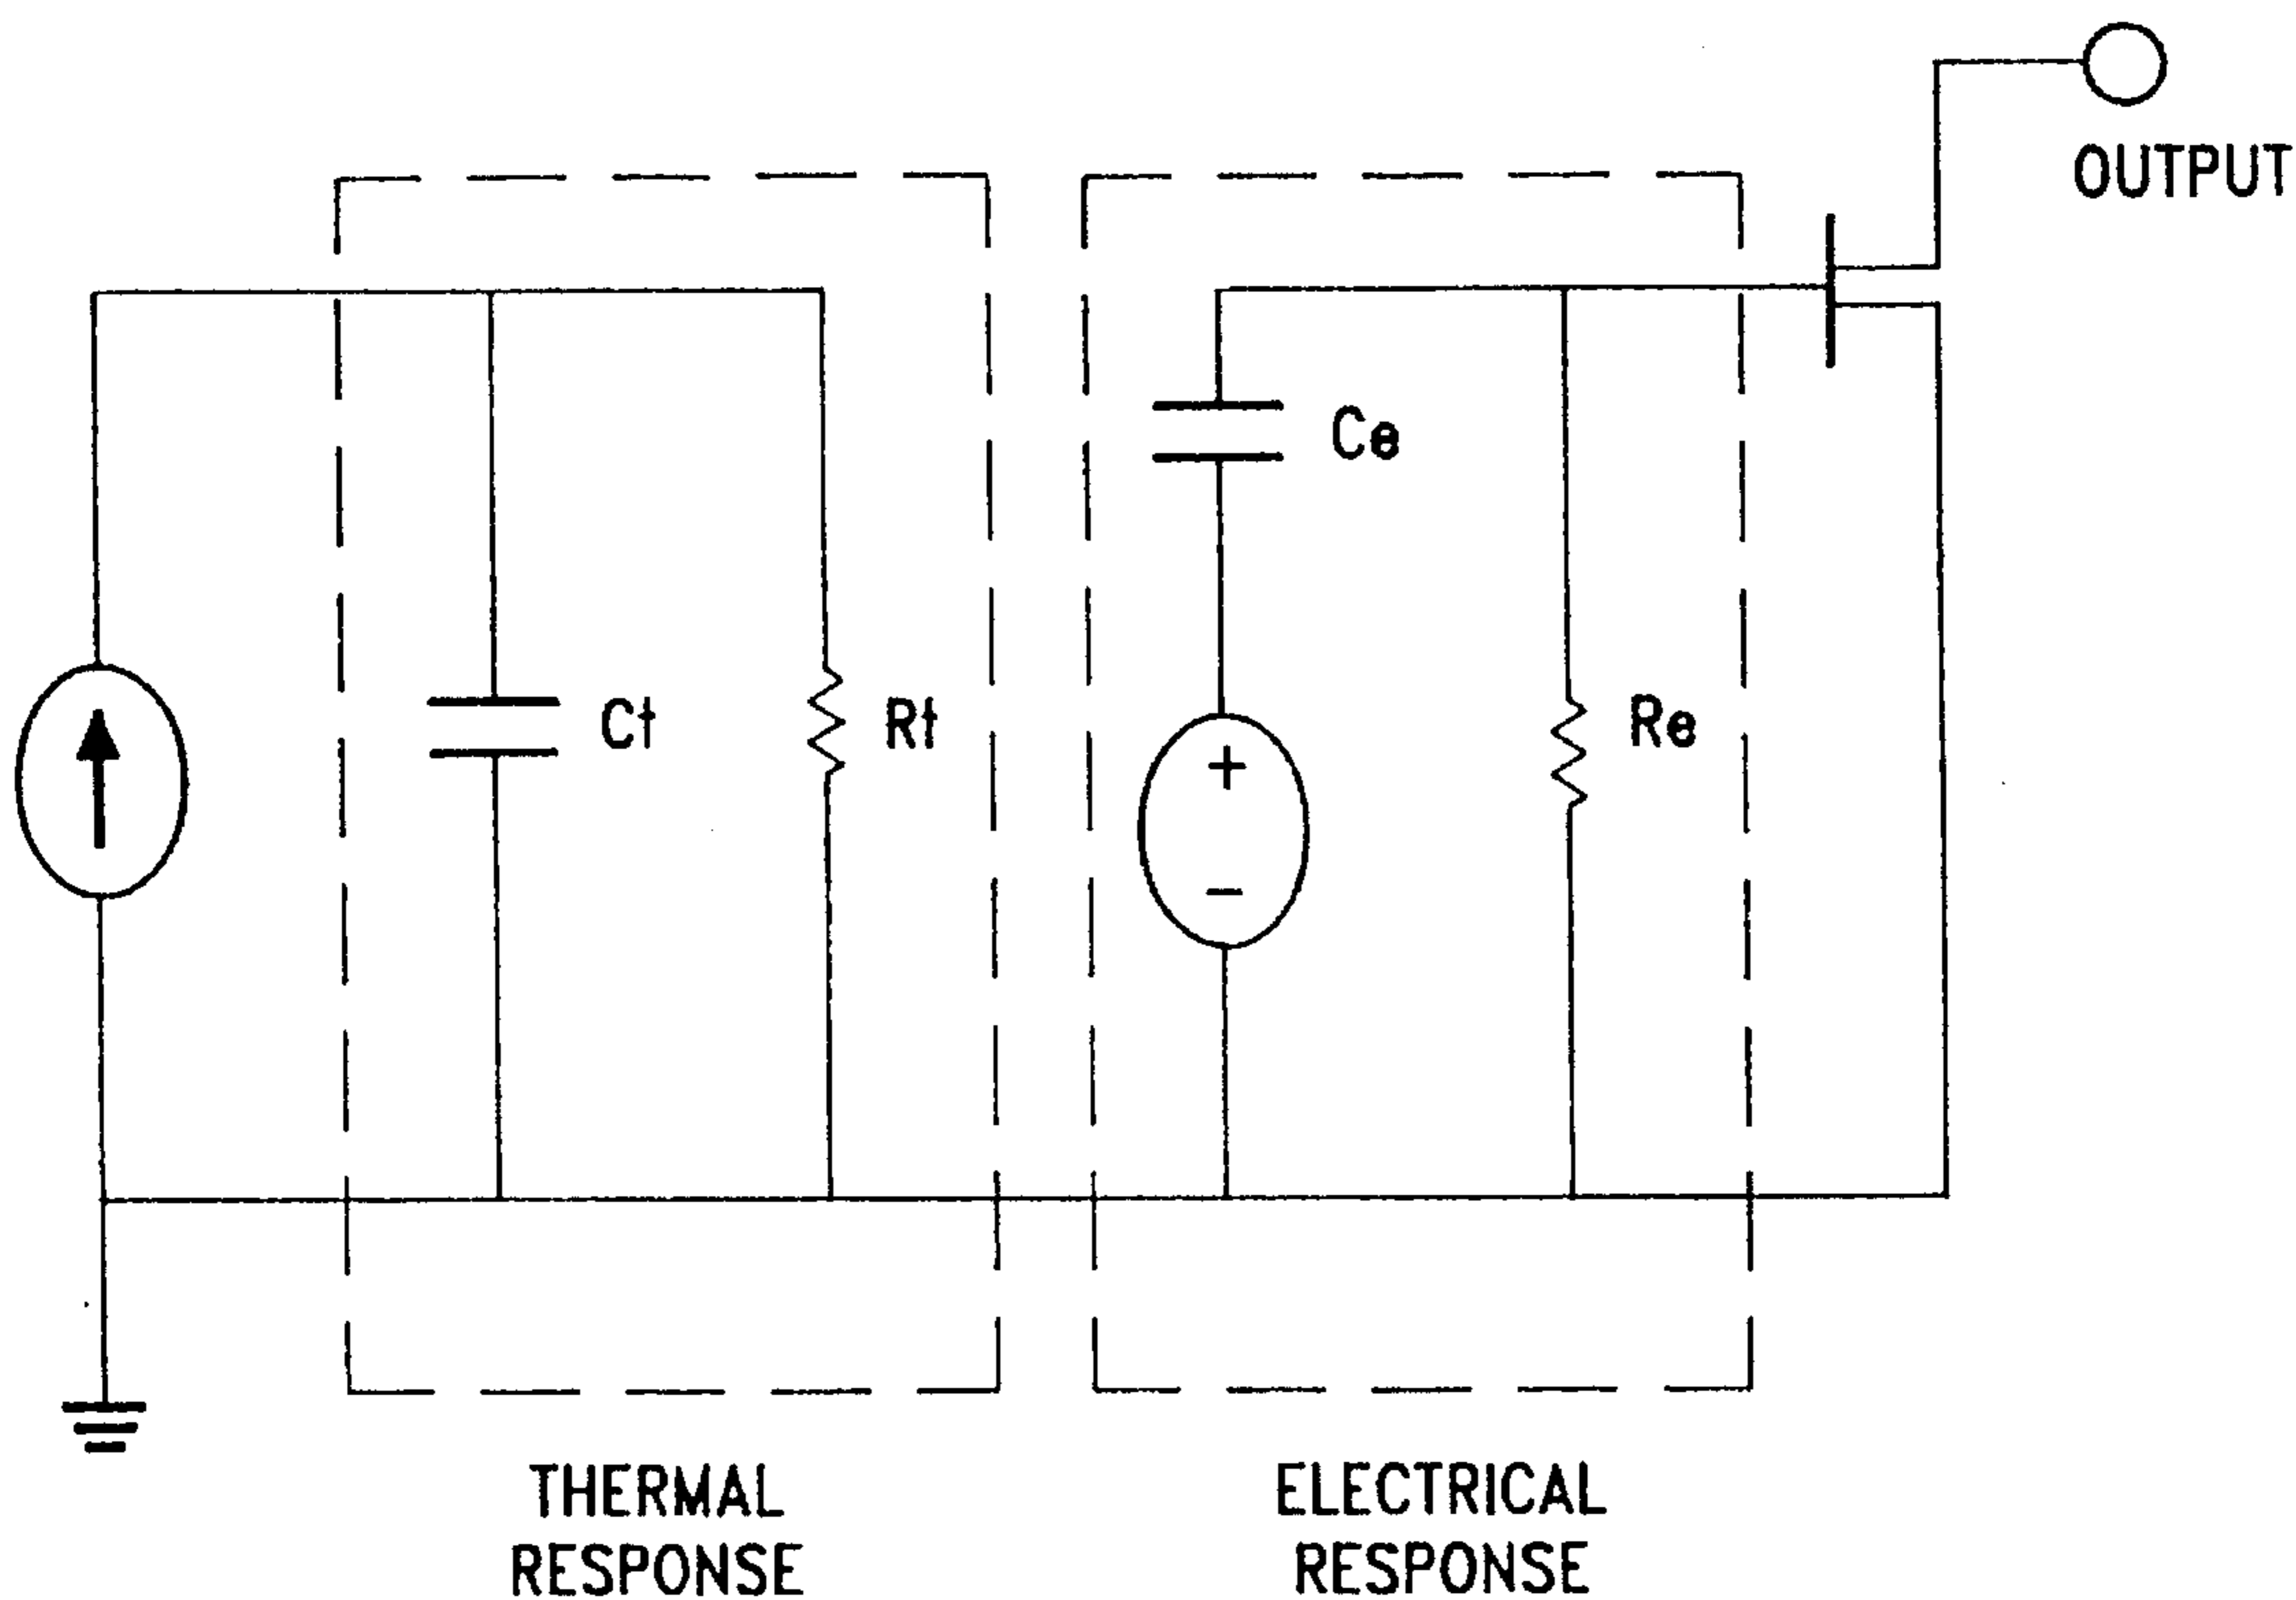 OUTPUT
Ce
Ct
Rt
Re
+
−
THERMAL
RESPONSE
ELECTRICAL
RESPONSE